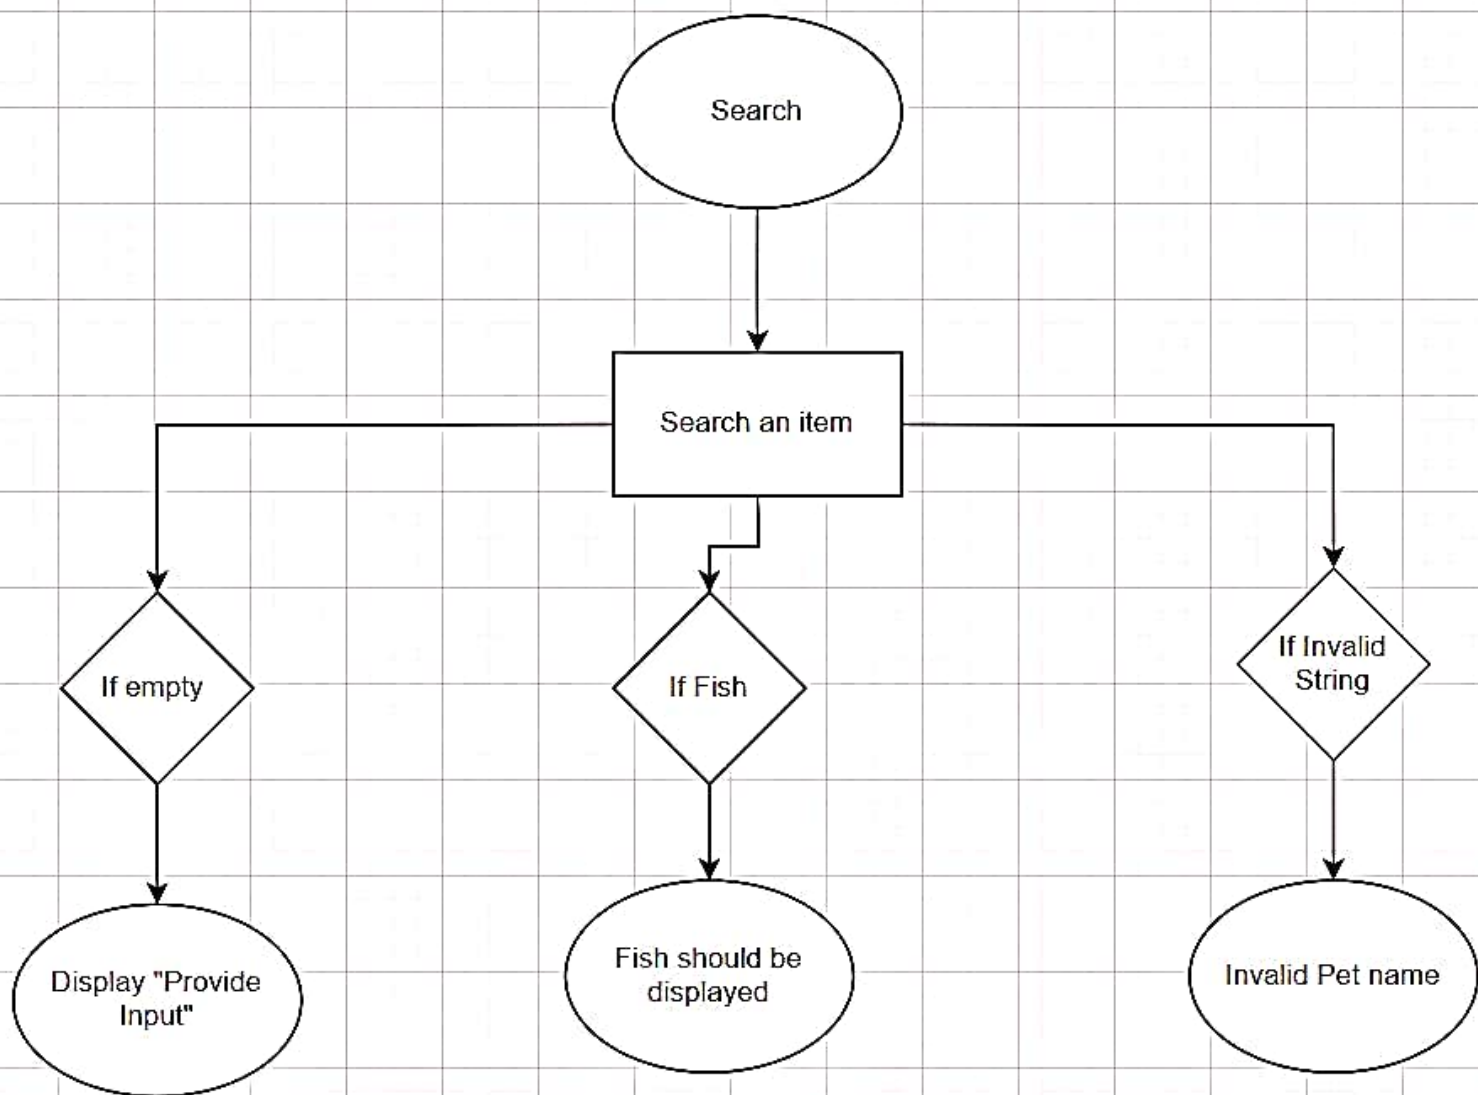 Search
Search an item
If empty
If Fish
If Invalid
String
Display "Provide
Input"
Fish should be
displayed
Invalid Pet name